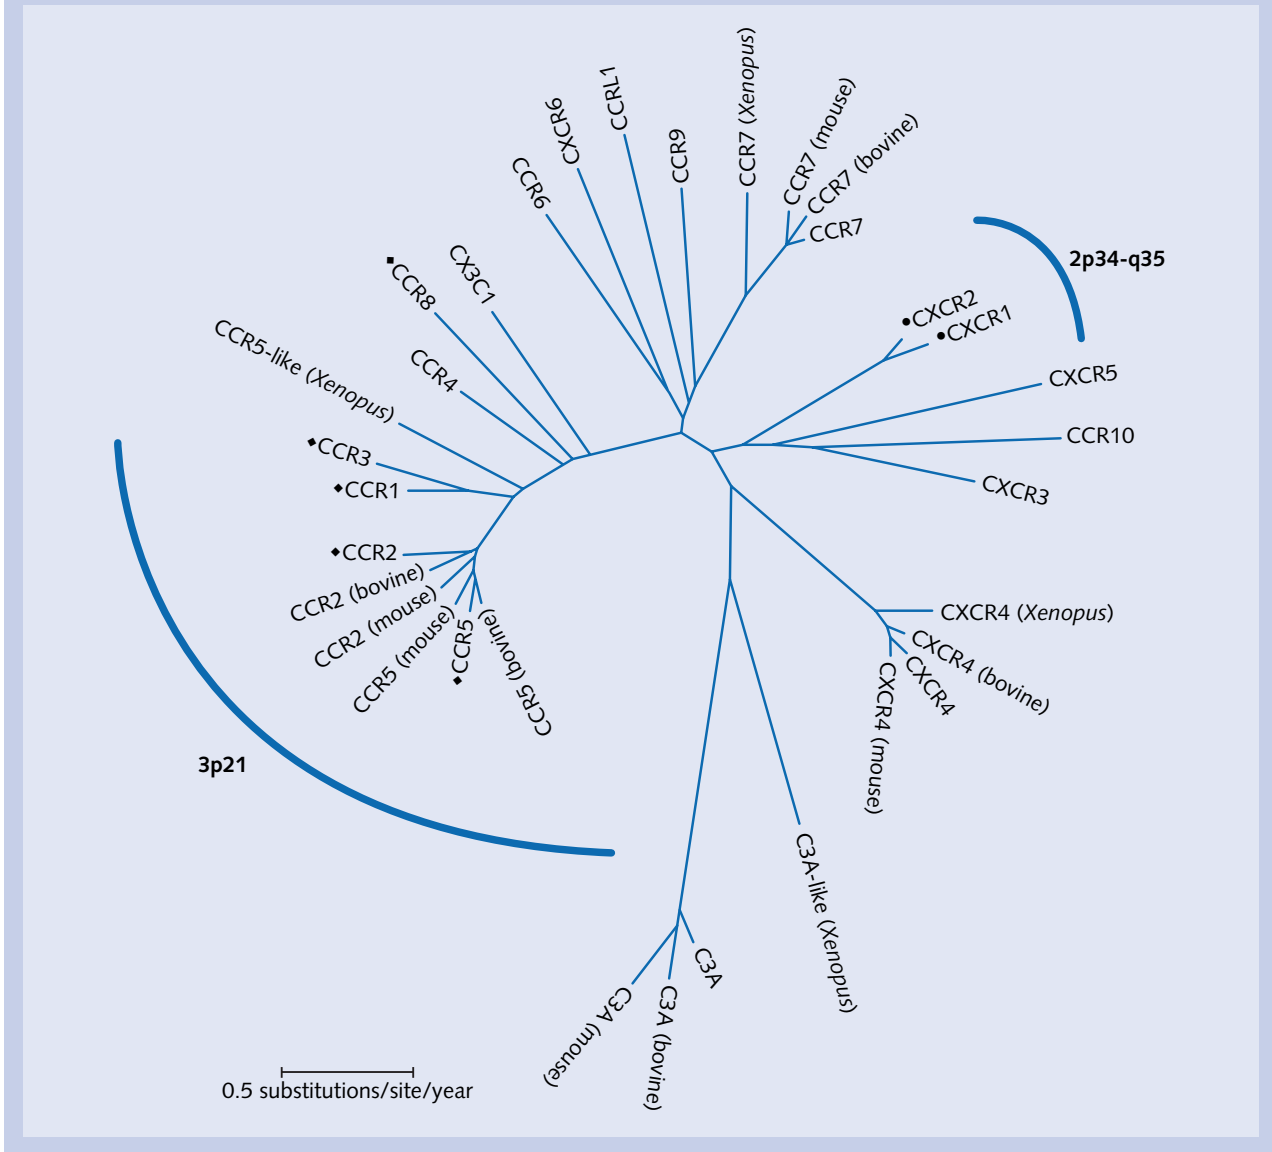 CCR7 (Xenopus)
CCRL1
CCR7 (mouse)
CXCR6
CCR7 (bovine)
CCR9
CCR6
CCR7
CX3C1
2p34-q35
■CCR8
●CXCR2
●CXCR1
CCR5-like (Xenopus)
CCR4
CXCR5
CCR10
◆CCR3
◆CCR1
CXCR3
◆CCR2
CCR2 (bovine)
CCR2 (mouse)
CCR5 (mouse)
◆CCR5
CCR5 (bovine)
CXCR4 (Xenopus)
CXCR4 (bovine)
CXCR4
CXCR4 (mouse)
3p21
C3A-like (Xenopus)
C3A
C3A (bovine)
C3A (mouse)
0.5 substitutions/site/year